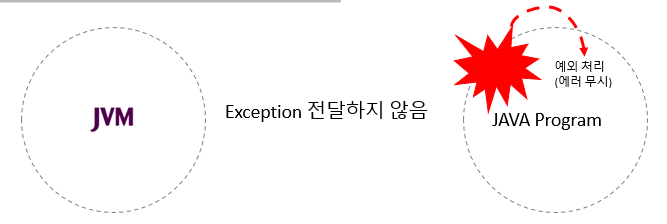 JVM
Exception 전달하지 않음
예외 처리
(에러 무시)
JAVA Program